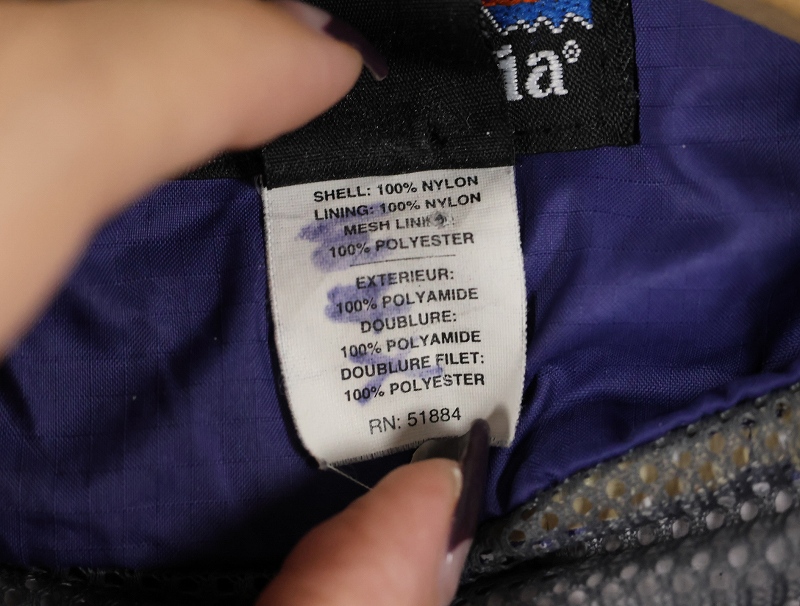 ia®
SHELL: 100% NYLON
LINING: 100% NYLON
MESH LINING:
100% POLYESTER
EXTERIEUR:
100% POLYAMIDE
DOUBLURE:
100% POLYAMIDE
DOUBLURE FILET:
100% POLYESTER
RN: 51884